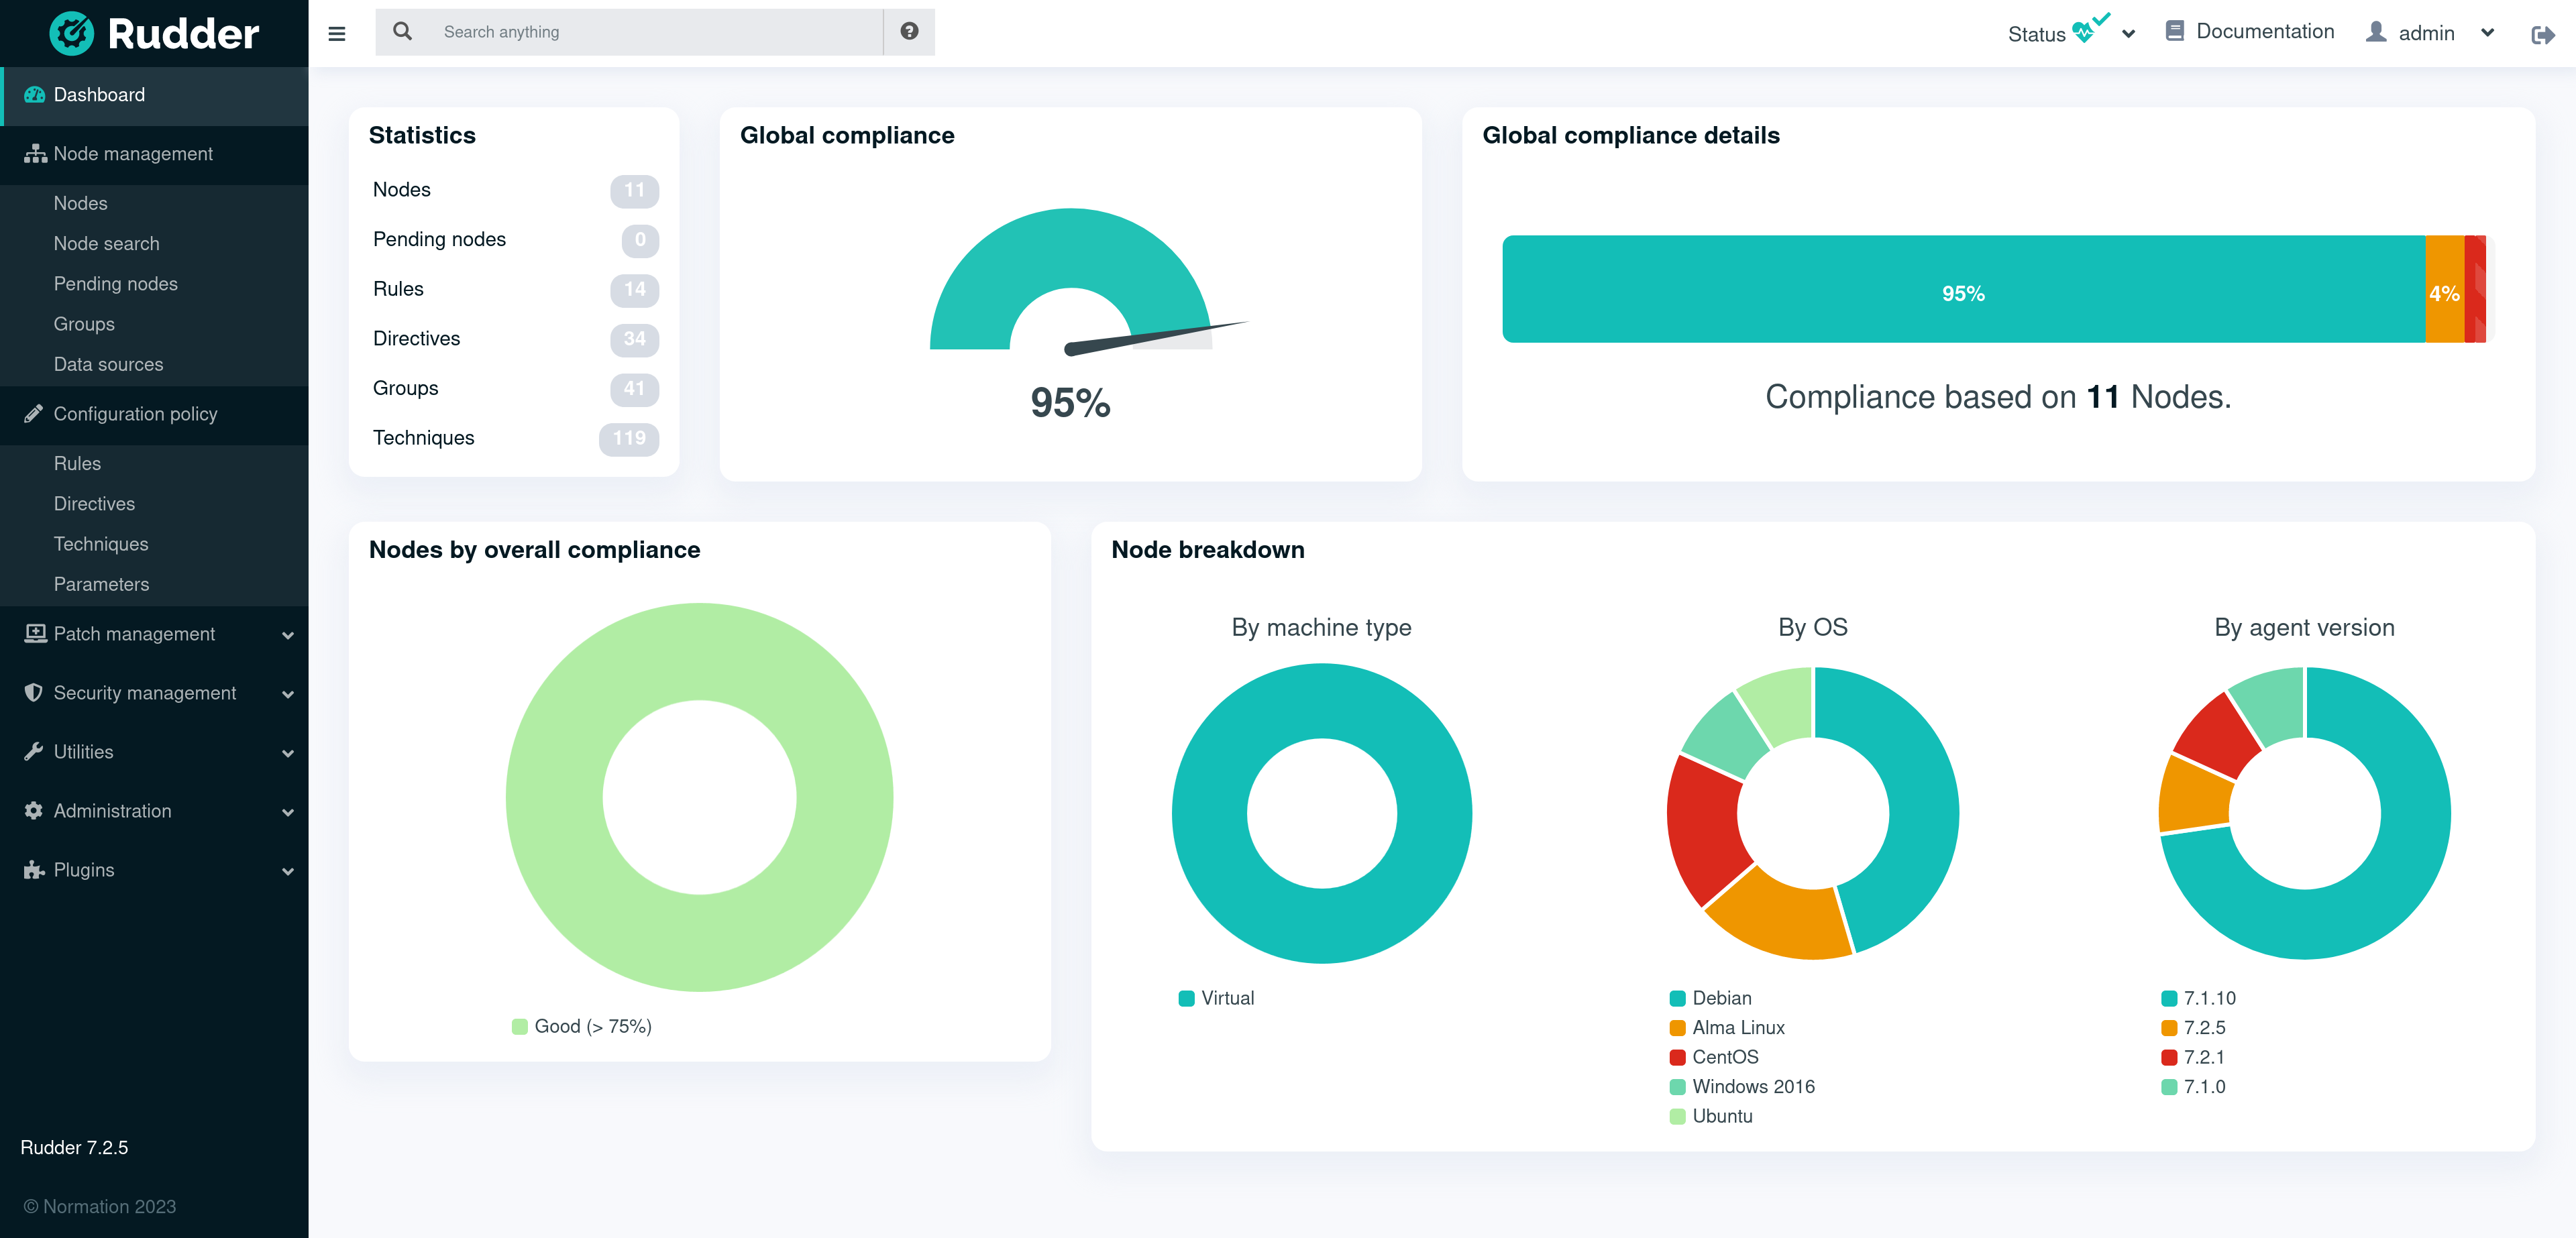 Rudder
Search anything
Status
Documentation
admin
Dashboard
Node management
Nodes
Node search
Pending nodes
Groups
Data sources
Configuration policy
Rules
Directives
Techniques
Parameters
Patch management
Security management
Utilities
Administration
Plugins
Rudder 7.2.5
© Normation 2023
Statistics
Nodes 11
Pending nodes 0
Rules 14
Directives 34
Groups 41
Techniques 119
Global compliance
95%
Global compliance details
95% 4%
Compliance based on 11 Nodes.
Nodes by overall compliance
Good (> 75%)
Node breakdown
By machine type
Virtual
By OS
Debian
Alma Linux
CentOS
Windows 2016
Ubuntu
By agent version
7.1.10
7.2.5
7.2.1
7.1.0